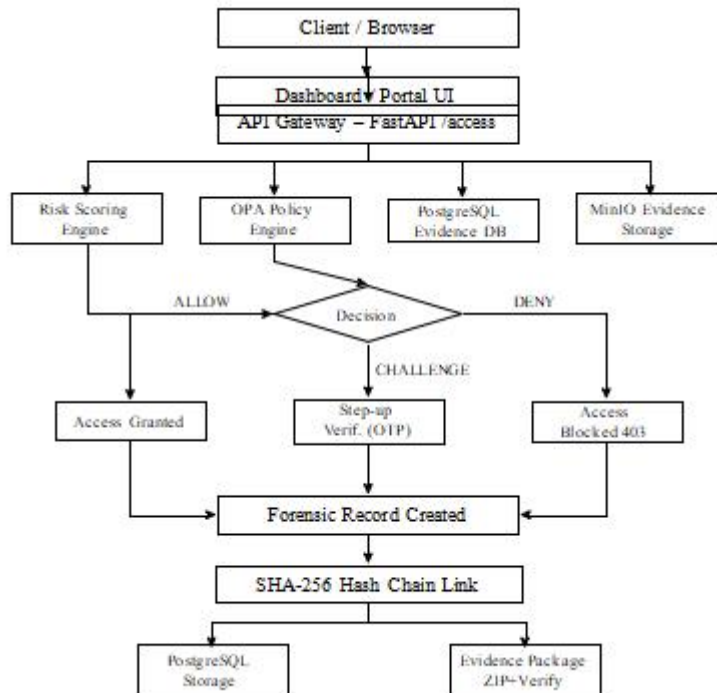 Client / Browser
Dashboard / Portal UI
API Gateway – FastAPI /access
Risk Scoring
Engine
OPA Policy
Engine
PostgreSQL
Evidence DB
MinIO Evidence
Storage
ALLOW
Decision
DENY
CHALLENGE
Access Granted
Step-up
Verif. (OTP)
Access
Blocked 403
Forensic Record Created
SHA-256 Hash Chain Link
PostgreSQL
Storage
Evidence Package
ZIP+Verify